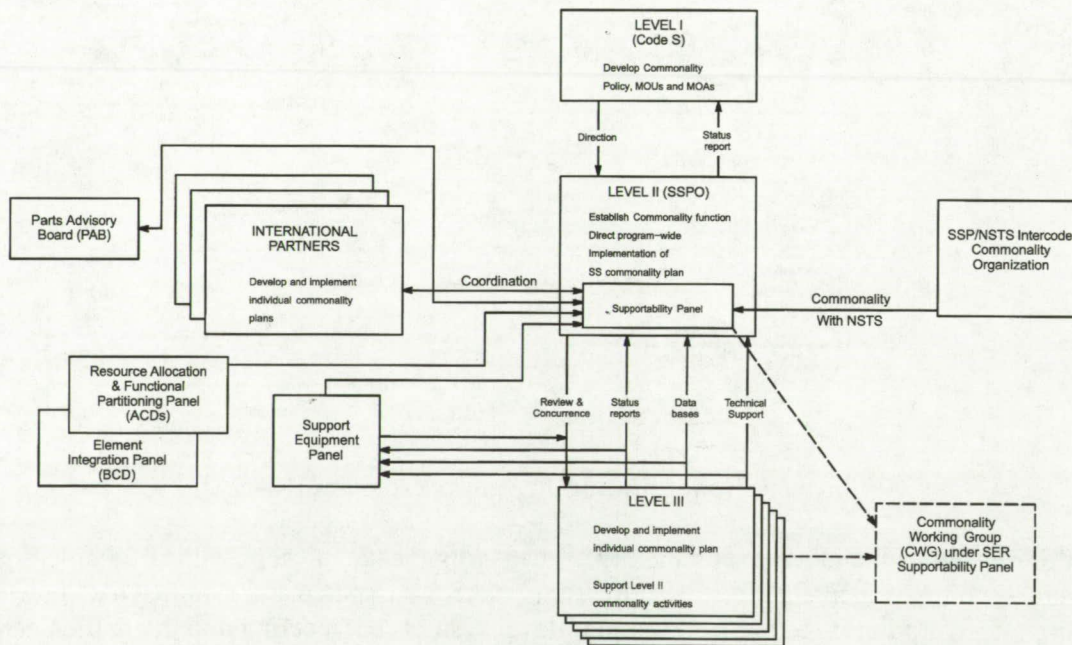 LEVEL I
(Code S)
Develop Commonality
Policy, MOUs and MOAs
Direction
Status
report
LEVEL II (SSPO)
Establish Commonality function
Direct program-wide
Implementation of
SS commonality plan
Supportability Panel
Parts Advisory
Board (PAB)
INTERNATIONAL
PARTNERS
Develop and implement
individual commonality
plans
Coordination
SSP/NSTS Intercode
Commonality
Organization
Commonality
With NSTS
Resource Allocation
& Functional
Partitioning Panel
(ACDs)
Element
Integration Panel
(BCD)
Support
Equipment
Panel
Review &
Concurrence
Status
reports
Data
bases
Technical
Support
LEVEL III
Develop and implement
individual commonality plan
Support Level II
commonality activities
Commonality
Working Group
(CWG) under SER
Supportability Panel